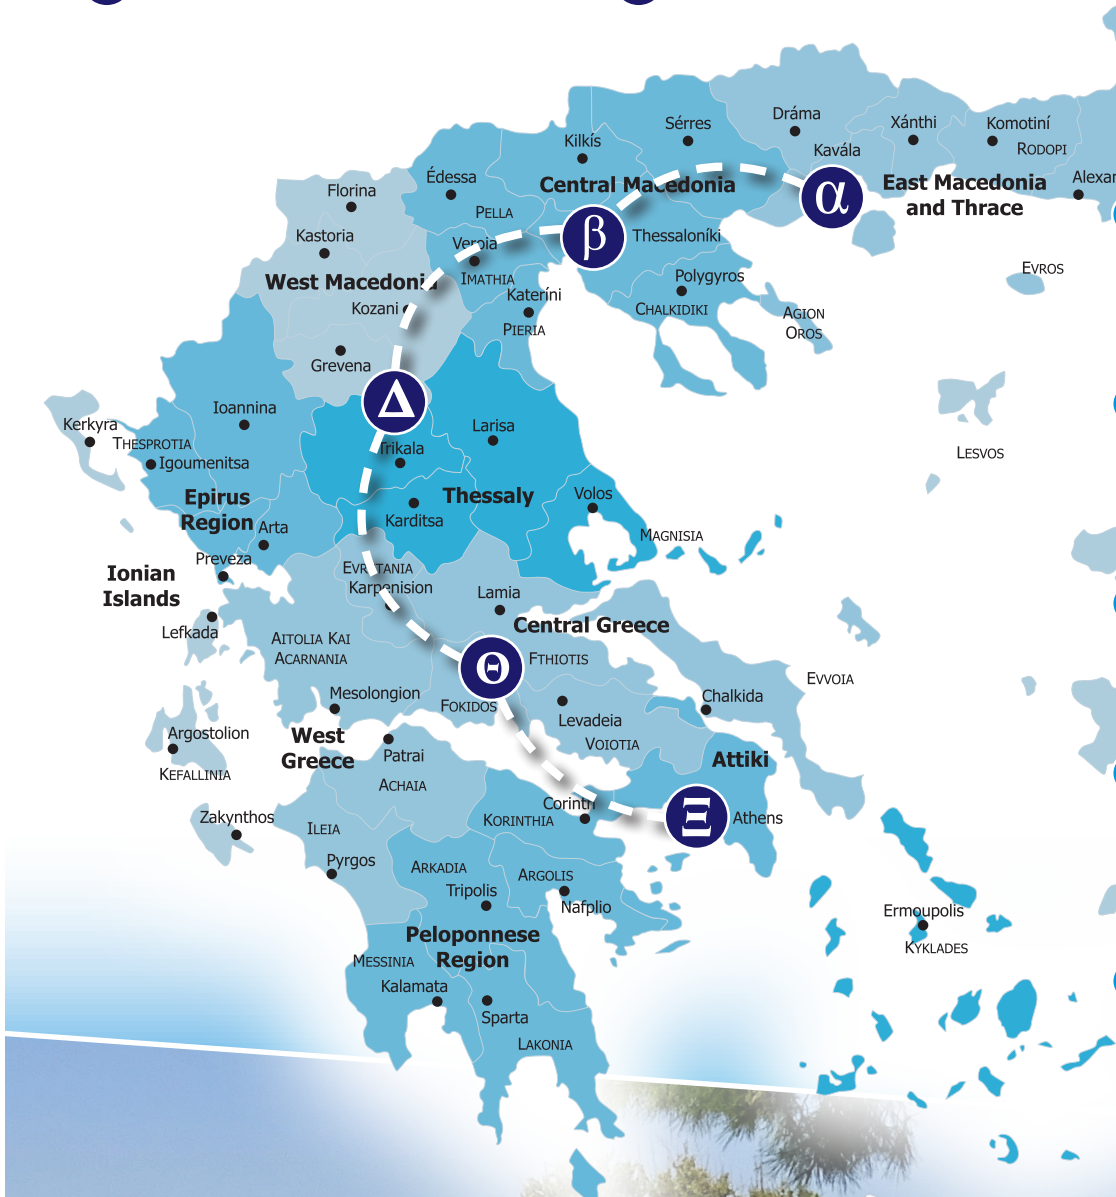 Dráma
Xánthi
Komotiní
Sérres
Kilkís
Kavála
RODOPI
Édessa
Central Macedonia
East Macedonia
and Thrace
α
Florina
PELLA
β
Thessaloníki
Kastoria
Veroia
EVROS
West Macedonia
IMATHIA
Polygyros
Kateríni
CHALKIDIKI
Kozani
PIERIA
AGION
OROS
Grevena
Δ
Ioannina
Kerkyra
THESPROTIA
Larisa
Trikala
LESVOS
Igoumenitsa
Epirus
Region
Thessaly
Volos
Karditsa
Arta
MAGNISIA
Preveza
EVRITANIA
Ionian
Islands
Karpenision
Lamia
Central Greece
Lefkada
AITOLIA KAI
ACARNANIA
Θ
FTHIOTIS
EVVOIA
Mesolongion
FOKIDOS
Chalkida
Levadeia
Argostolion
West
Greece
VOIOTIA
Patrai
Attiki
KEFALLINIA
ACHAIA
Corinth
Zakynthos
ILEIA
KORINTHIA
Ξ
Athens
Pyrgos
ARKADIA
ARGOLIS
Tripolis
Nafplio
Ermoupolis
Peloponnese
Region
KYKLADES
MESSINIA
Kalamata
Sparta
LAKONIA